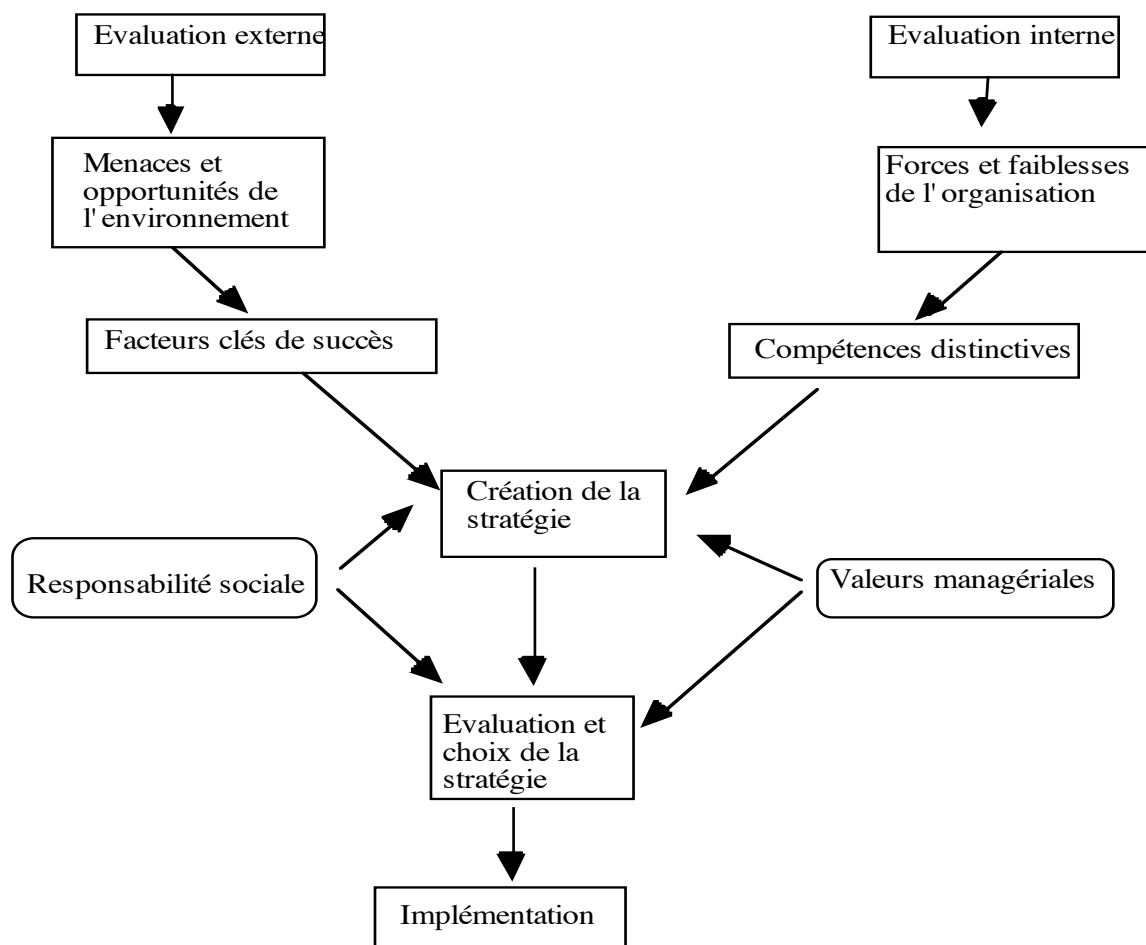 Evaluation externe
Evaluation interne
Menaces et
opportunités de
l'environnement
Forces et faiblesses
de l'organisation
Facteurs clés de succès
Compétences distinctives
Création de la
stratégie
Responsabilité sociale
Valeurs managériales
Evaluation et
choix de la
stratégie
Implémentation